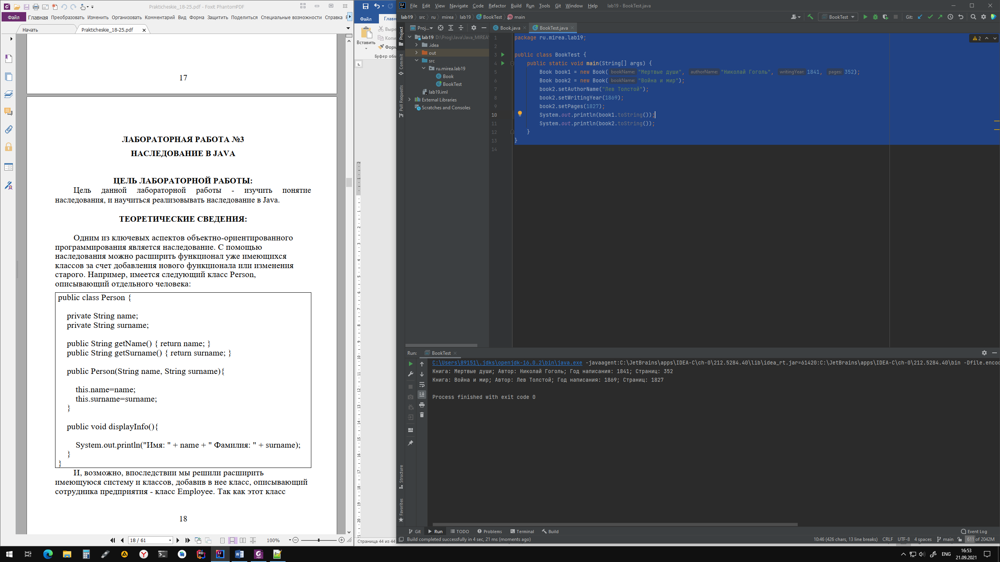 Prakticheskie_18-25.pdf - Foxit PhantomPDF
Файл Главная Преобразовать Изменить Организовать Комментарий Вид Форма Защитить Поделиться Специальные возможности Справка
Начать
Prakticheskie_18-25.pdf
17
ЛАБОРАТОРНАЯ РАБОТА №3
НАСЛЕДОВАНИЕ В JAVA
ЦЕЛЬ ЛАБОРАТОРНОЙ РАБОТЫ:
Цель данной лабораторной работы - изучить понятие
наследования, и научиться реализовывать наследование в Java.
ТЕОРЕТИЧЕСКИЕ СВЕДЕНИЯ:
Одним из ключевых аспектов объектно-ориентированного
программирования является наследование. С помощью
наследования можно расширить функционал уже имеющихся
классов за счет добавления нового функционала или изменения
старого. Например, имеется следующий класс Person,
описывающий отдельного человека:
public class Person {
private String name;
private String surname;
public String getName() { return name; }
public String getSurname() { return surname; }
public Person(String name, String surname){
this.name=name;
this.surname=surname;
}
public void displayInfo(){
System.out.println("Имя: " + name + " Фамилия: " + surname);
}
}
И, возможно, впоследствии мы решили расширить
имеющуюся систему и классов, добавив в нее класс, описывающий
сотрудника предприятия - класс Employee. Так как этот класс
18
18 / 61
100%
Файл Главн
Вставить
Выре
Копи
Форм
Буфер обм
Страница 44 из 44
File Edit View Navigate Code Refactor Build Run Tools Git Window Help lab19 - BookTest.java
lab19 src ru mirea lab19 BookTest main
BookTest
Git:
Project
Commit
Pull Requests
Structure
Favorites
Proj...
lab19 D:\Prog\Java\Java_MIREA\
.idea
out
src
ru.mirea.lab19
Book
BookTest
lab19.iml
External Libraries
Scratches and Consoles
Book.java
BookTest.java
2
1 package ru.mirea.lab19;
2
3 public class BookTest {
4 public static void main(String[] args) {
5 Book book1 = new Book( bookName: "Мертвые души", authorName: "Николай Гоголь", writingYear: 1841, pages: 352);
6 Book book2 = new Book( bookName: "Война и мир");
7 book2.setAuthorName("Лев Толстой");
8 book2.setWritingYear(1869);
9 book2.setPages(1827);
10 System.out.println(book1.toString());
11 System.out.println(book2.toString());
12 }
13 }
14
Run: BookTest
C:\Users\89151\.jdks\openjdk-16.0.2\bin\java.exe -javaagent:C:\JetBrains\apps\IDEA-C\ch-0\212.5284.40\lib\idea_rt.jar=61420:C:\JetBrains\apps\IDEA-C\ch-0\212.5284.40\bin -Dfile.enco
Книга: Мертвые души; Автор: Николай Гоголь; Год написания: 1841; Страниц: 352
Книга: Война и мир; Автор: Лев Толстой; Год написания: 1869; Страниц: 1827
Process finished with exit code 0
Git Run TODO Problems Terminal Build
Event Log
Build completed successfully in 4 sec, 21 ms (moments ago)
10:46 (426 chars, 13 line breaks) CRLF UTF-8 4 spaces main 611 of 2042M
ENG
16:53
21.09.2021